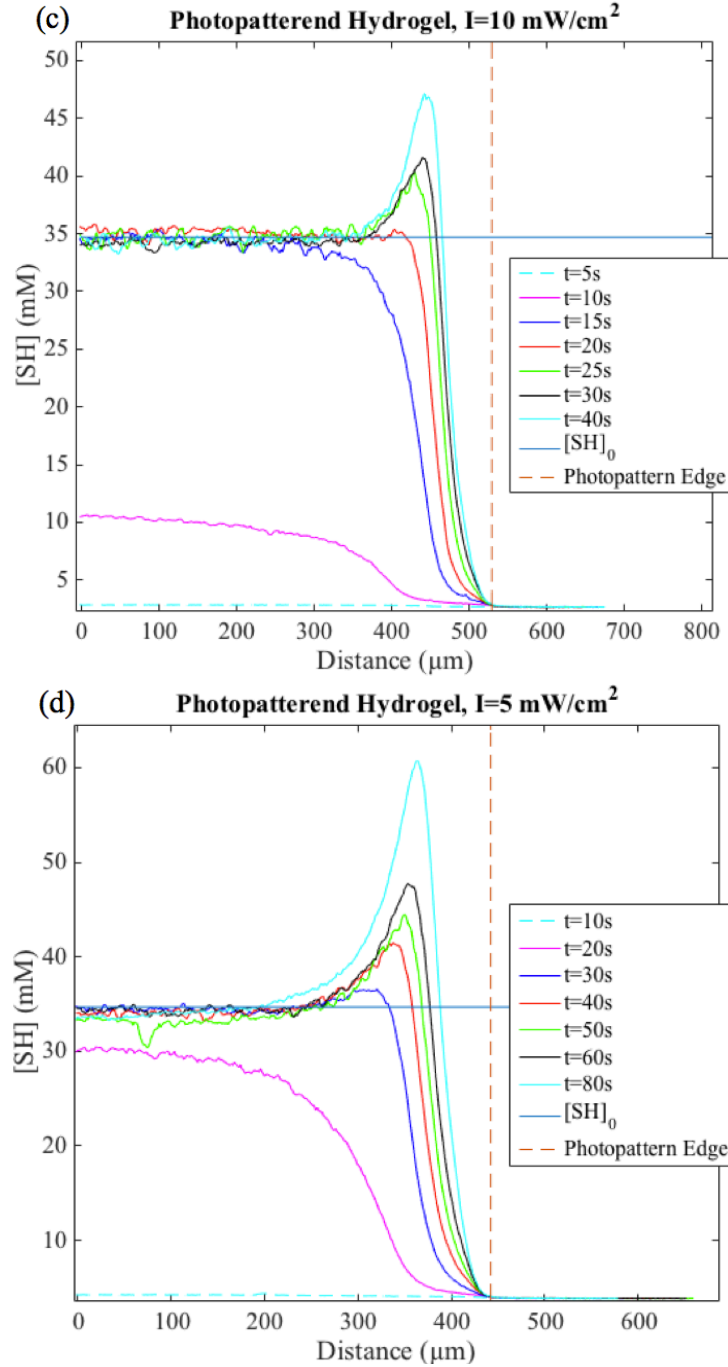 (c) Photopatterend Hydrogel, I=10 mW/cm²
50
45
40
35
30
25
20
15
10
5
[SH] (mM)
t=5s
t=10s
t=15s
t=20s
t=25s
t=30s
t=40s
[SH]₀
Photopattern Edge
0 100 200 300 400 500 600 700 800
Distance (μm)
(d) Photopatterend Hydrogel, I=5 mW/cm²
60
50
40
30
20
10
[SH] (mM)
t=10s
t=20s
t=30s
t=40s
t=50s
t=60s
t=80s
[SH]₀
Photopattern Edge
0 100 200 300 400 500 600
Distance (μm)